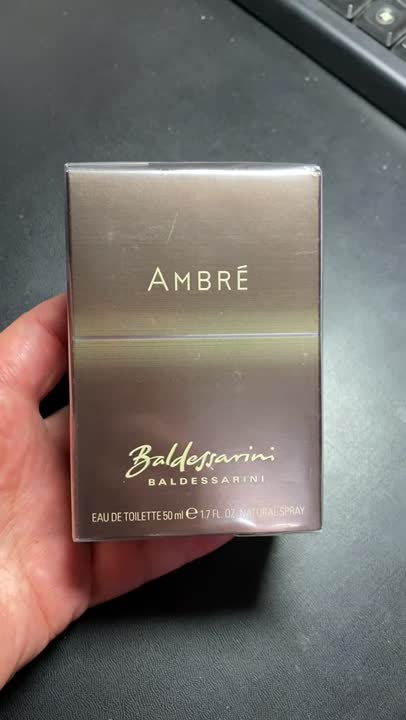 AMBRÉ
Baldessarini
BALDESSARINI
EAU DE TOILETTE 50 ml ℮ 1.7 FL. OZ. NATURAL SPRAY